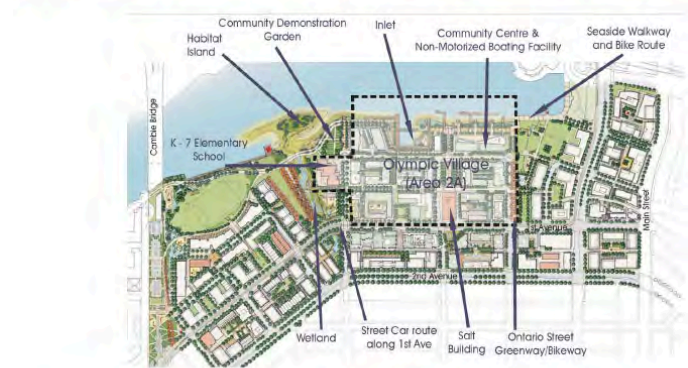 Community Demonstration
Garden
Habitat
Island
Inlet
Community Centre &
Non-Motorized Boating Facility
Seaside Walkway
and Bike Route
Cambie Bridge
K - 7 Elementary
School
Olympic Village
(Area 2A)
Main Street
1st Avenue
2nd Avenue
Wetland
Street Car route
along 1st Ave
Salt
Building
Ontario Street
Greenway/Bikeway